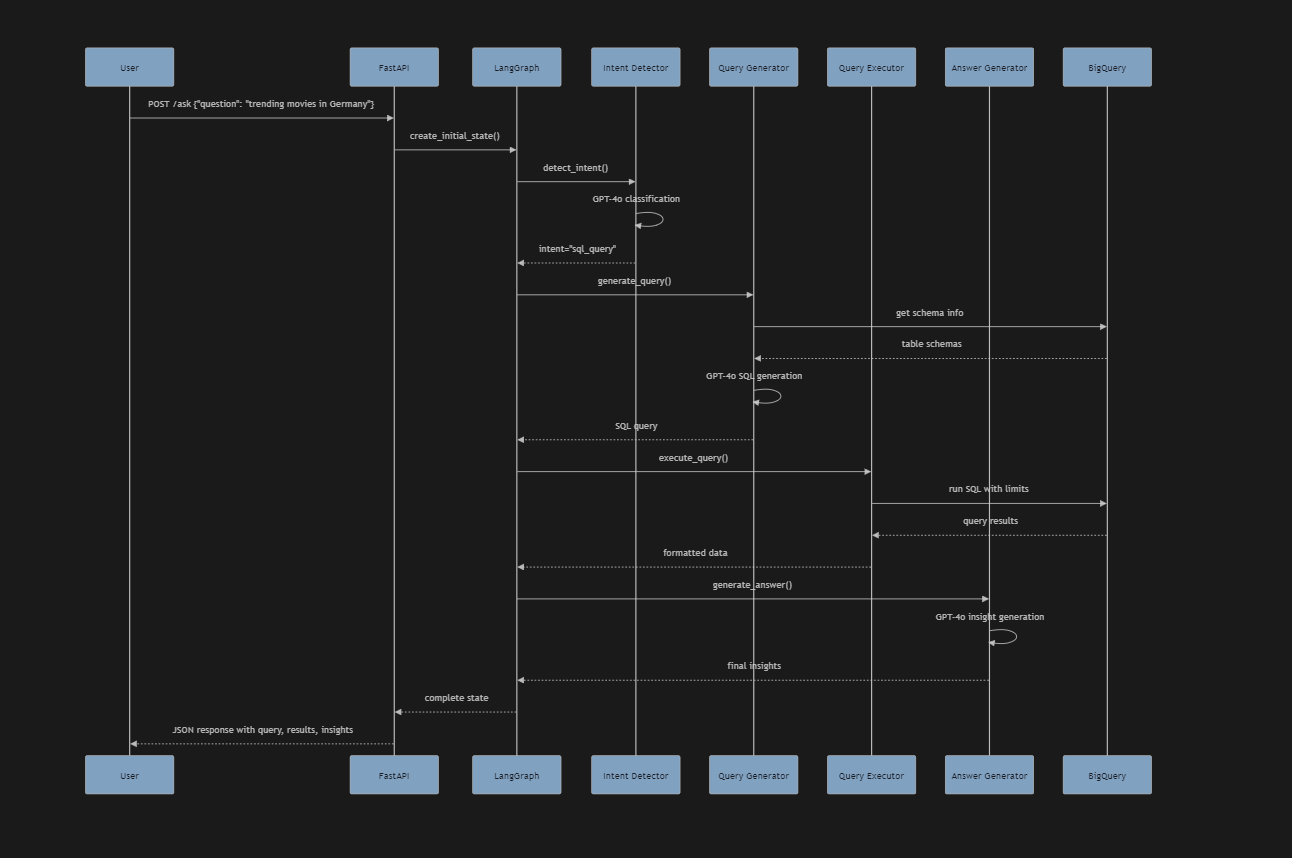 User
FastAPI
LangGraph
Intent Detector
Query Generator
Query Executor
Answer Generator
BigQuery
POST /ask {"question": "trending movies in Germany"}
create_initial_state()
detect_intent()
GPT-4o classification
intent="sql_query"
generate_query()
get schema info
table schemas
GPT-4o SQL generation
SQL query
execute_query()
run SQL with limits
query results
formatted data
generate_answer()
GPT-4o insight generation
final insights
complete state
JSON response with query, results, insights
User
FastAPI
LangGraph
Intent Detector
Query Generator
Query Executor
Answer Generator
BigQuery